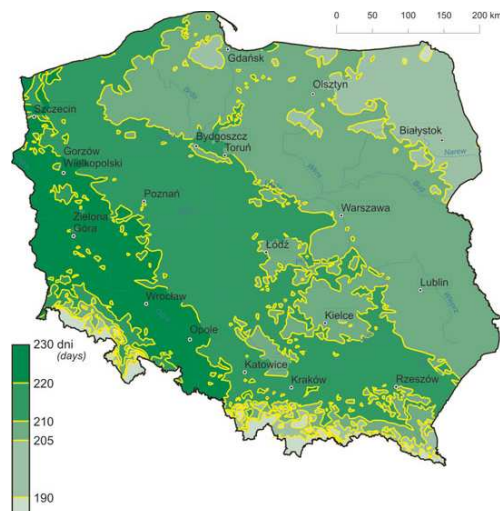 0 50 100 150 200 km
Gdańsk
Olsztyn
Szczecin
Białystok
Bydgoszcz
Toruń
Narew
Bug
Gorzów
Wielkopolski
Poznań
Warszawa
Zielona
Góra
Łódź
Lublin
Wrocław
Kielce
Opole
Katowice
Kraków
Rzeszów
230 dni
(days)
220
210
205
190